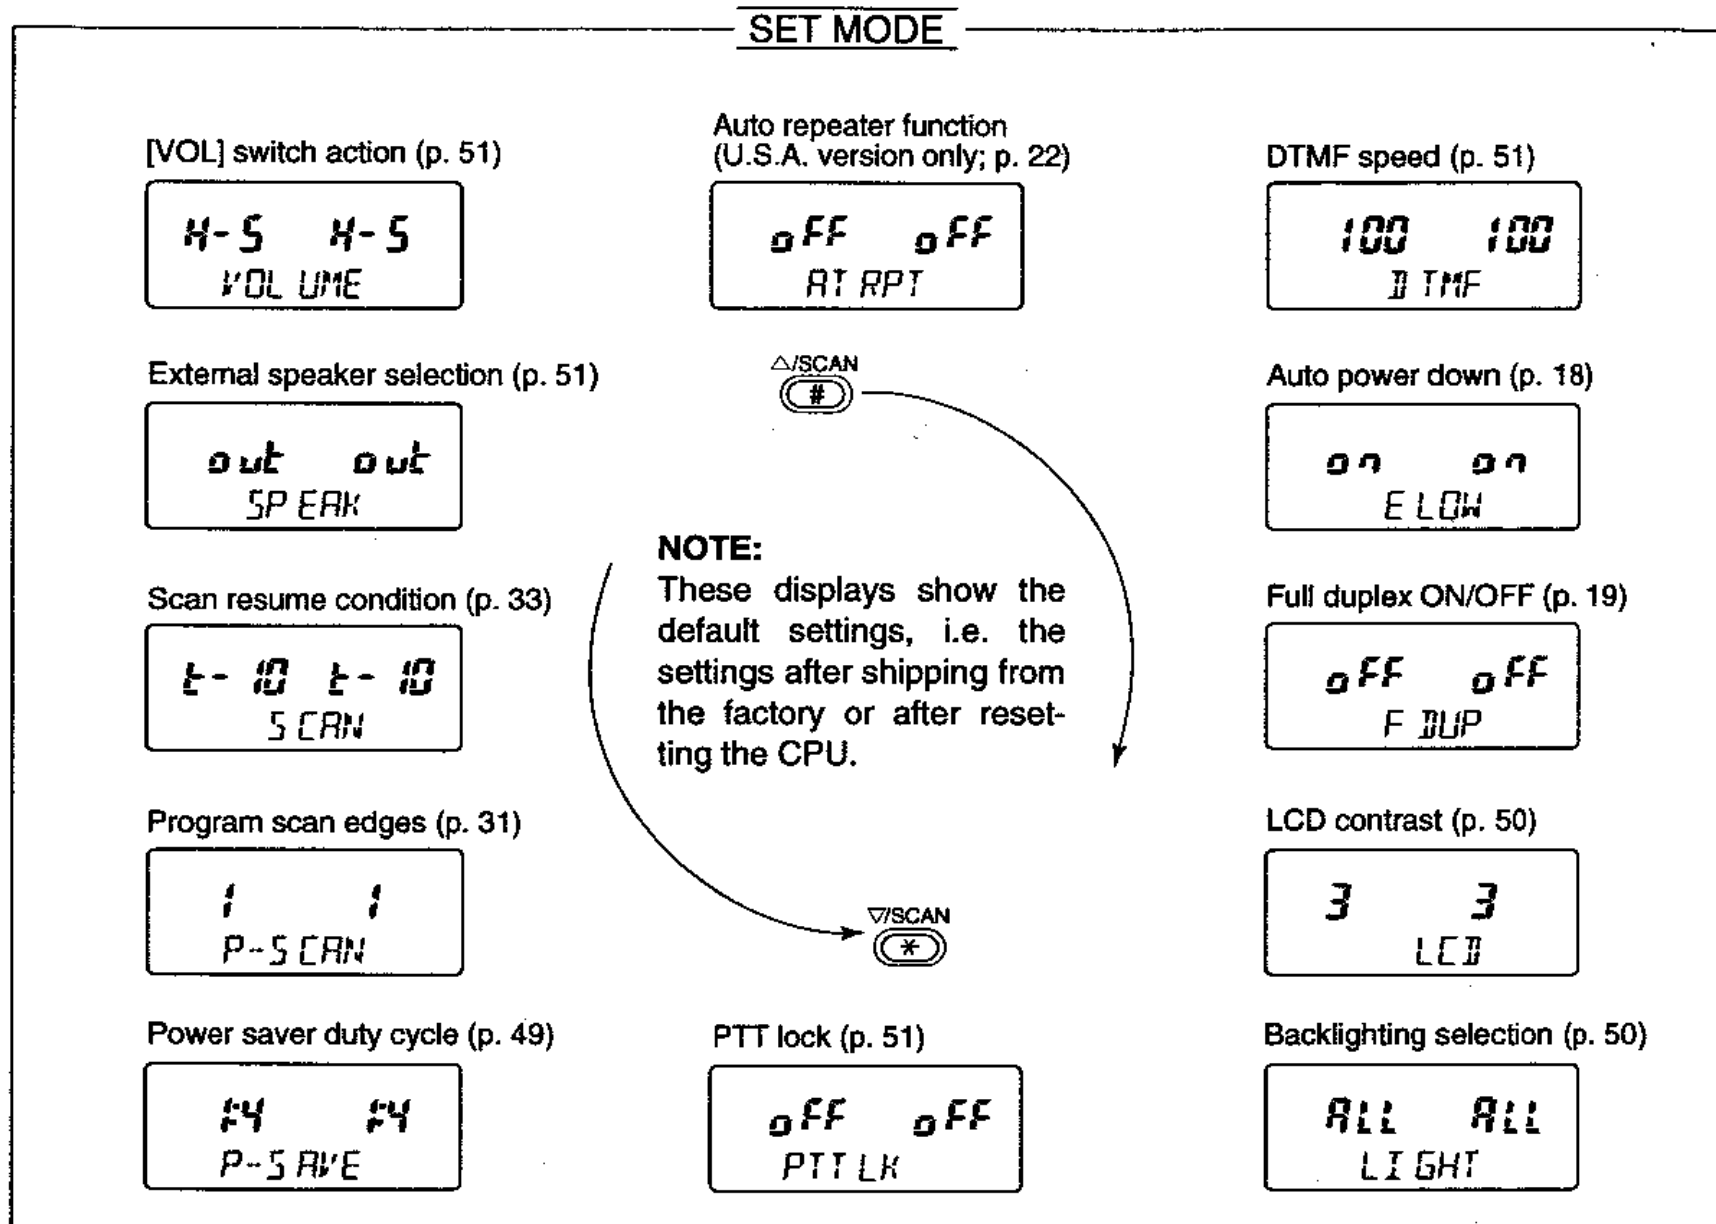 SET MODE
[VOL] switch action (p. 51)
H-S H-S
VOLUME
External speaker selection (p. 51)
out out
SPEAK
Scan resume condition (p. 33)
t-10 t-10
SCAN
Program scan edges (p. 31)
1 1
P-SCAN
Power saver duty cycle (p. 49)
P-SAVE
Auto repeater function
(U.S.A. version only; p. 22)
oFF oFF
AT RPT
△/SCAN
#
NOTE:
These displays show the
default settings, i.e. the
settings after shipping from
the factory or after reset-
ting the CPU.
▽/SCAN
*
PTT lock (p. 51)
oFF oFF
PTT LK
DTMF speed (p. 51)
100 100
DTMF
Auto power down (p. 18)
on on
E LOW
Full duplex ON/OFF (p. 19)
oFF oFF
F DUP
LCD contrast (p. 50)
3 3
LCD
Backlighting selection (p. 50)
ALL ALL
LIGHT